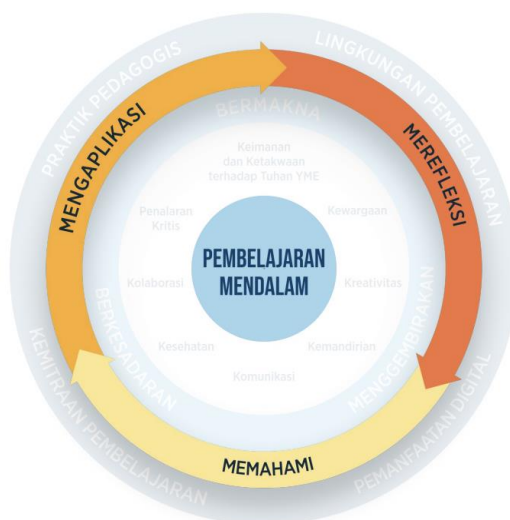 PRAKTIK PEDAGOGIS
LINGKUNGAN PEMBELAJARAN
MENGAPLIKASI
MEREFLEKSI
BERMAKNA
Keimanan
dan Ketakwaan
terhadap Tuhan YME
Penalaran
Kritis
Kewargaan
PEMBELAJARAN
MENDALAM
Kolaborasi
Kreativitas
BERKESADARAN
MENGGEMBIRAKAN
Kesehatan
Kemandirian
Komunikasi
MEMAHAMI
KEMITRAAN PEMBELAJARAN
PEMANFAATAN DIGITAL